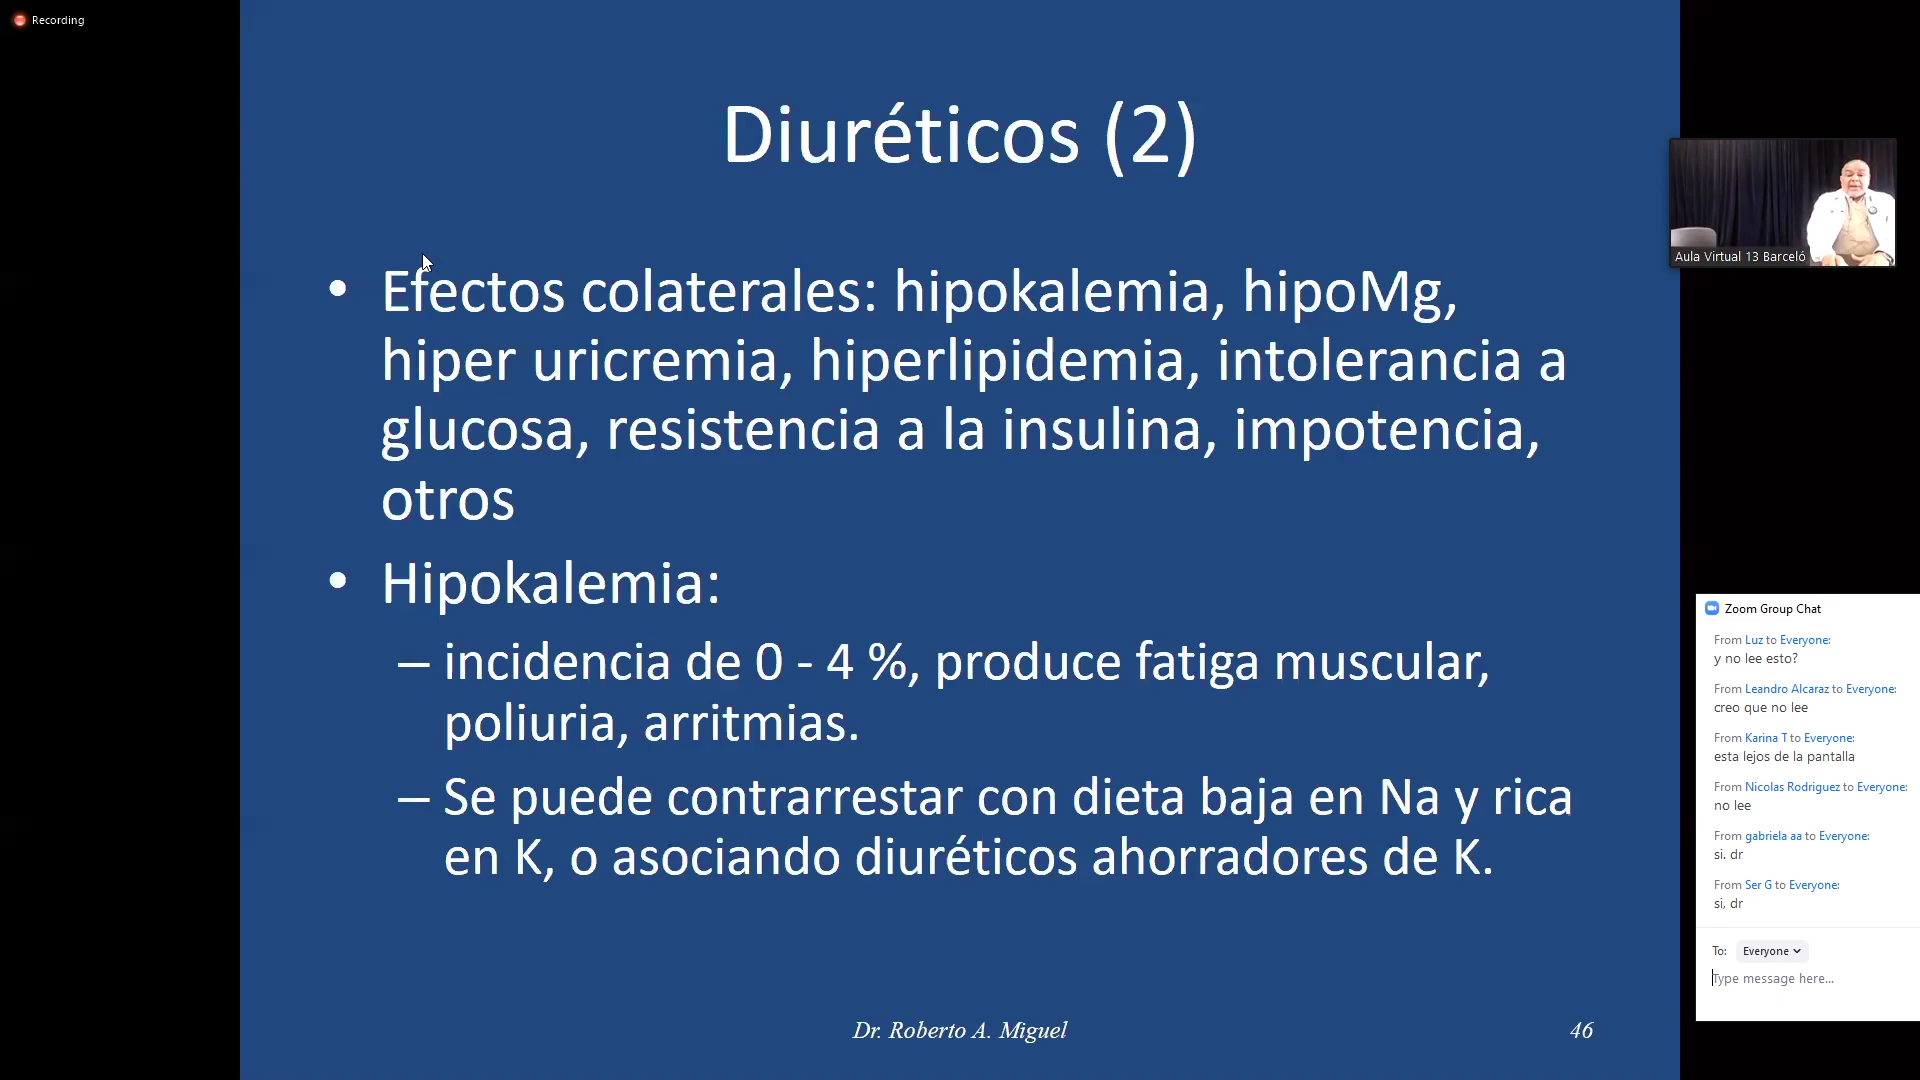 Recording
Diuréticos (2)
• Efectos colaterales: hipokalemia, hipoMg,
hiper uricremia, hiperlipidemia, intolerancia a
glucosa, resistencia a la insulina, impotencia,
otros
• Hipokalemia:
– incidencia de 0 - 4 %, produce fatiga muscular,
poliuria, arritmias.
– Se puede contrarrestar con dieta baja en Na y rica
en K, o asociando diuréticos ahorradores de K.
Dr. Roberto A. Miguel
46
Aula Virtual 13 Barceló
Zoom Group Chat
From Luz to Everyone:
y no lee esto?
From Leandro Alcaraz to Everyone:
creo que no lee
From Karina T to Everyone:
esta lejos de la pantalla
From Nicolas Rodriguez to Everyone:
no lee
From gabriela aa to Everyone:
si. dr
From Ser G to Everyone:
si, dr
To: Everyone
Type message here...